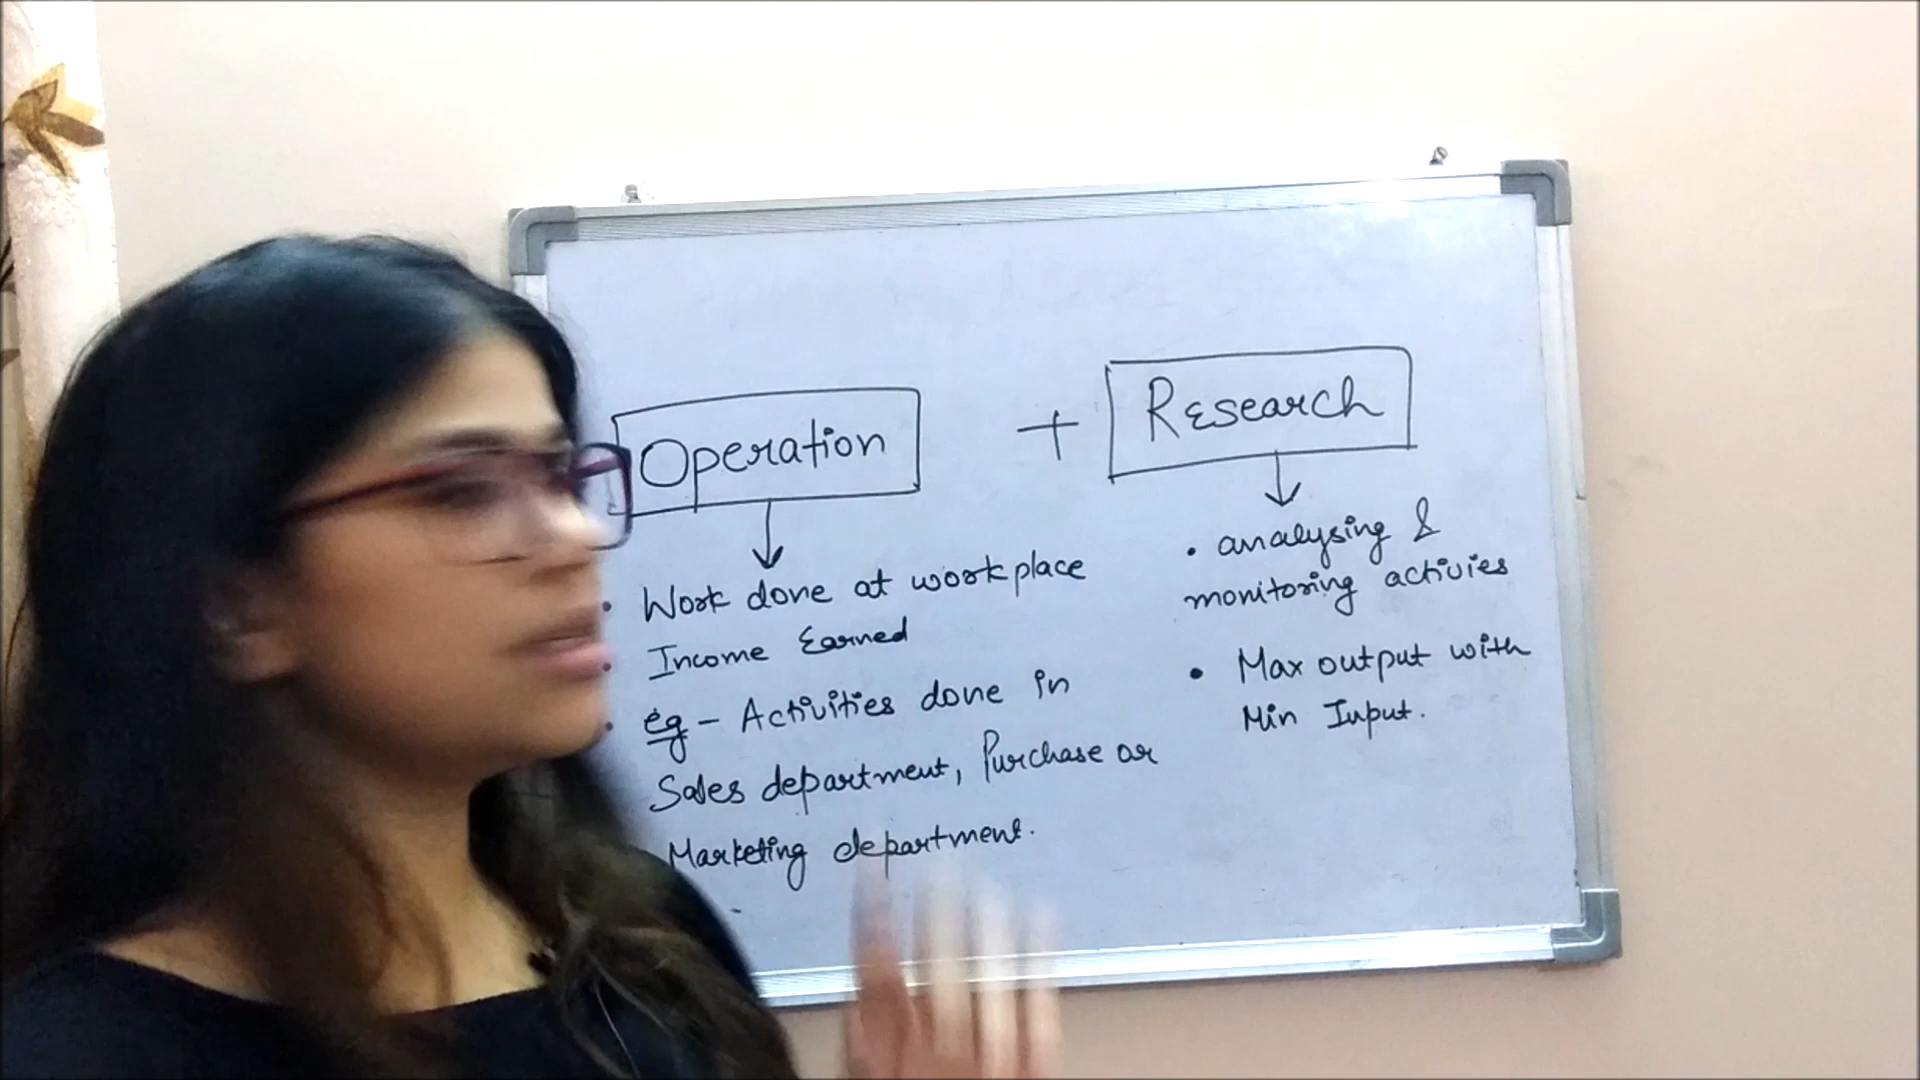 Operation + Research
• Work done at workplace
• Income Earned
• eg - Activities done in
Sales department, Purchase or
Marketing department.
• analysing &
monitoring activies
• Max output with
Min Input.